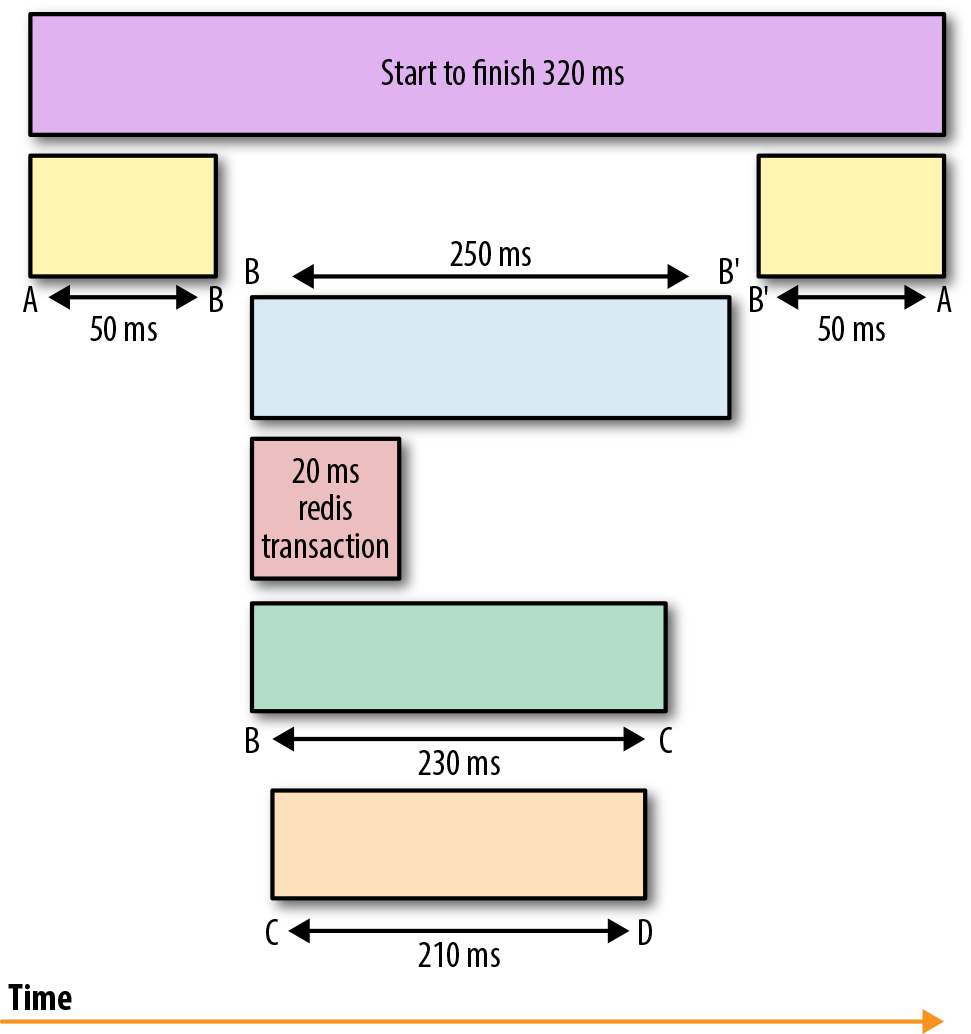 Start to finish 320 ms
B
250 ms
B'
A
B
50 ms
B'
A
50 ms
20 ms
redis
transaction
B
C
230 ms
C
D
210 ms
Time